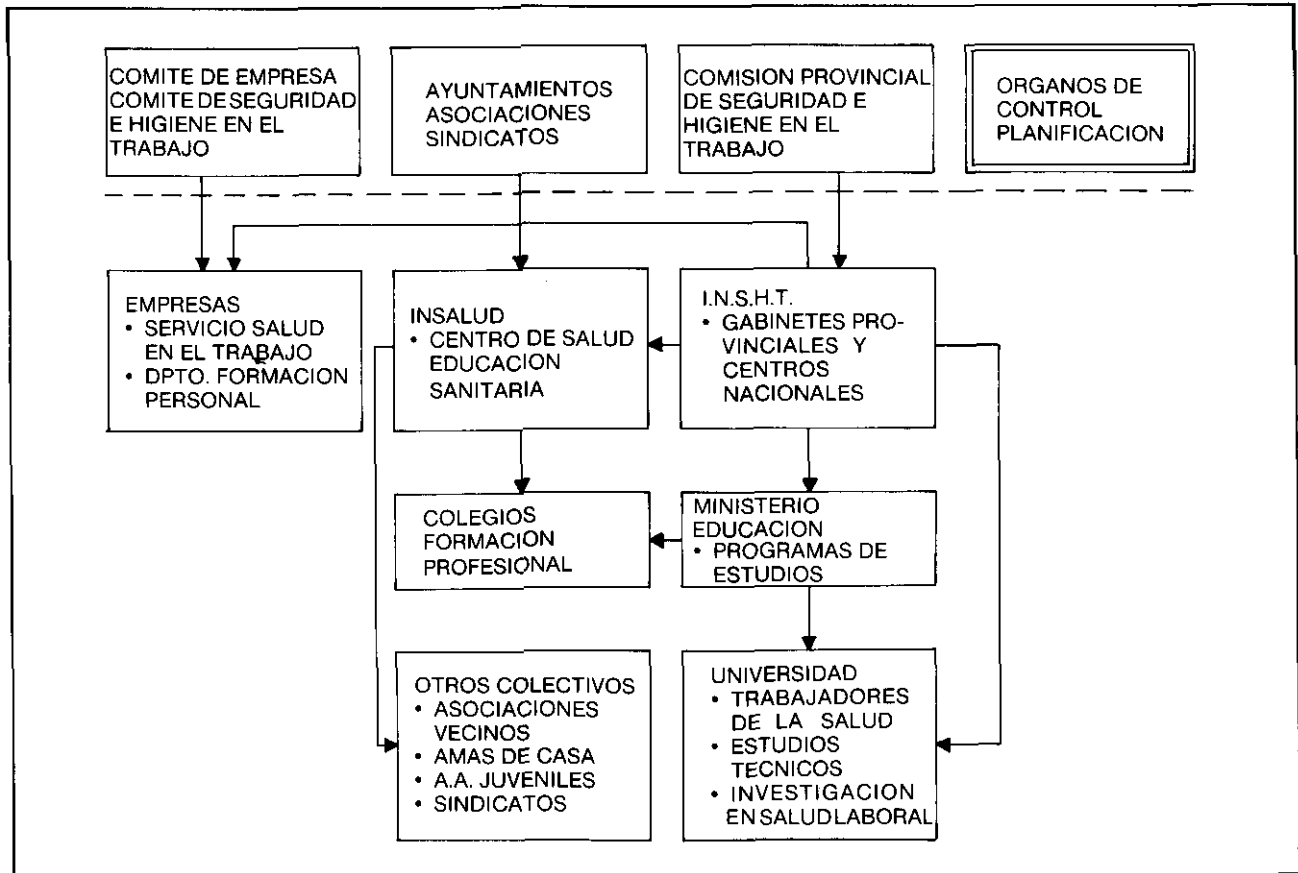 COMITE DE EMPRESA
COMITE DE SEGURIDAD
E HIGIENE EN EL
TRABAJO
AYUNTAMIENTOS
ASOCIACIONES
SINDICATOS
COMISION PROVINCIAL
DE SEGURIDAD E
HIGIENE EN EL
TRABAJO
ORGANOS DE
CONTROL
PLANIFICACION
EMPRESAS
• SERVICIO SALUD
EN EL TRABAJO
• DPTO. FORMACION
PERSONAL
INSALUD
• CENTRO DE SALUD
EDUCACION
SANITARIA
I.N.S.H.T.
• GABINETES PRO-
VINCIALES Y
CENTROS
NACIONALES
COLEGIOS
FORMACION
PROFESIONAL
MINISTERIO
EDUCACION
• PROGRAMAS DE
ESTUDIOS
OTROS COLECTIVOS
• ASOCIACIONES
VECINOS
• AMAS DE CASA
• A.A. JUVENILES
• SINDICATOS
UNIVERSIDAD
• TRABAJADORES
DE LA SALUD
• ESTUDIOS
TECNICOS
• INVESTIGACION
EN SALUD LABORAL